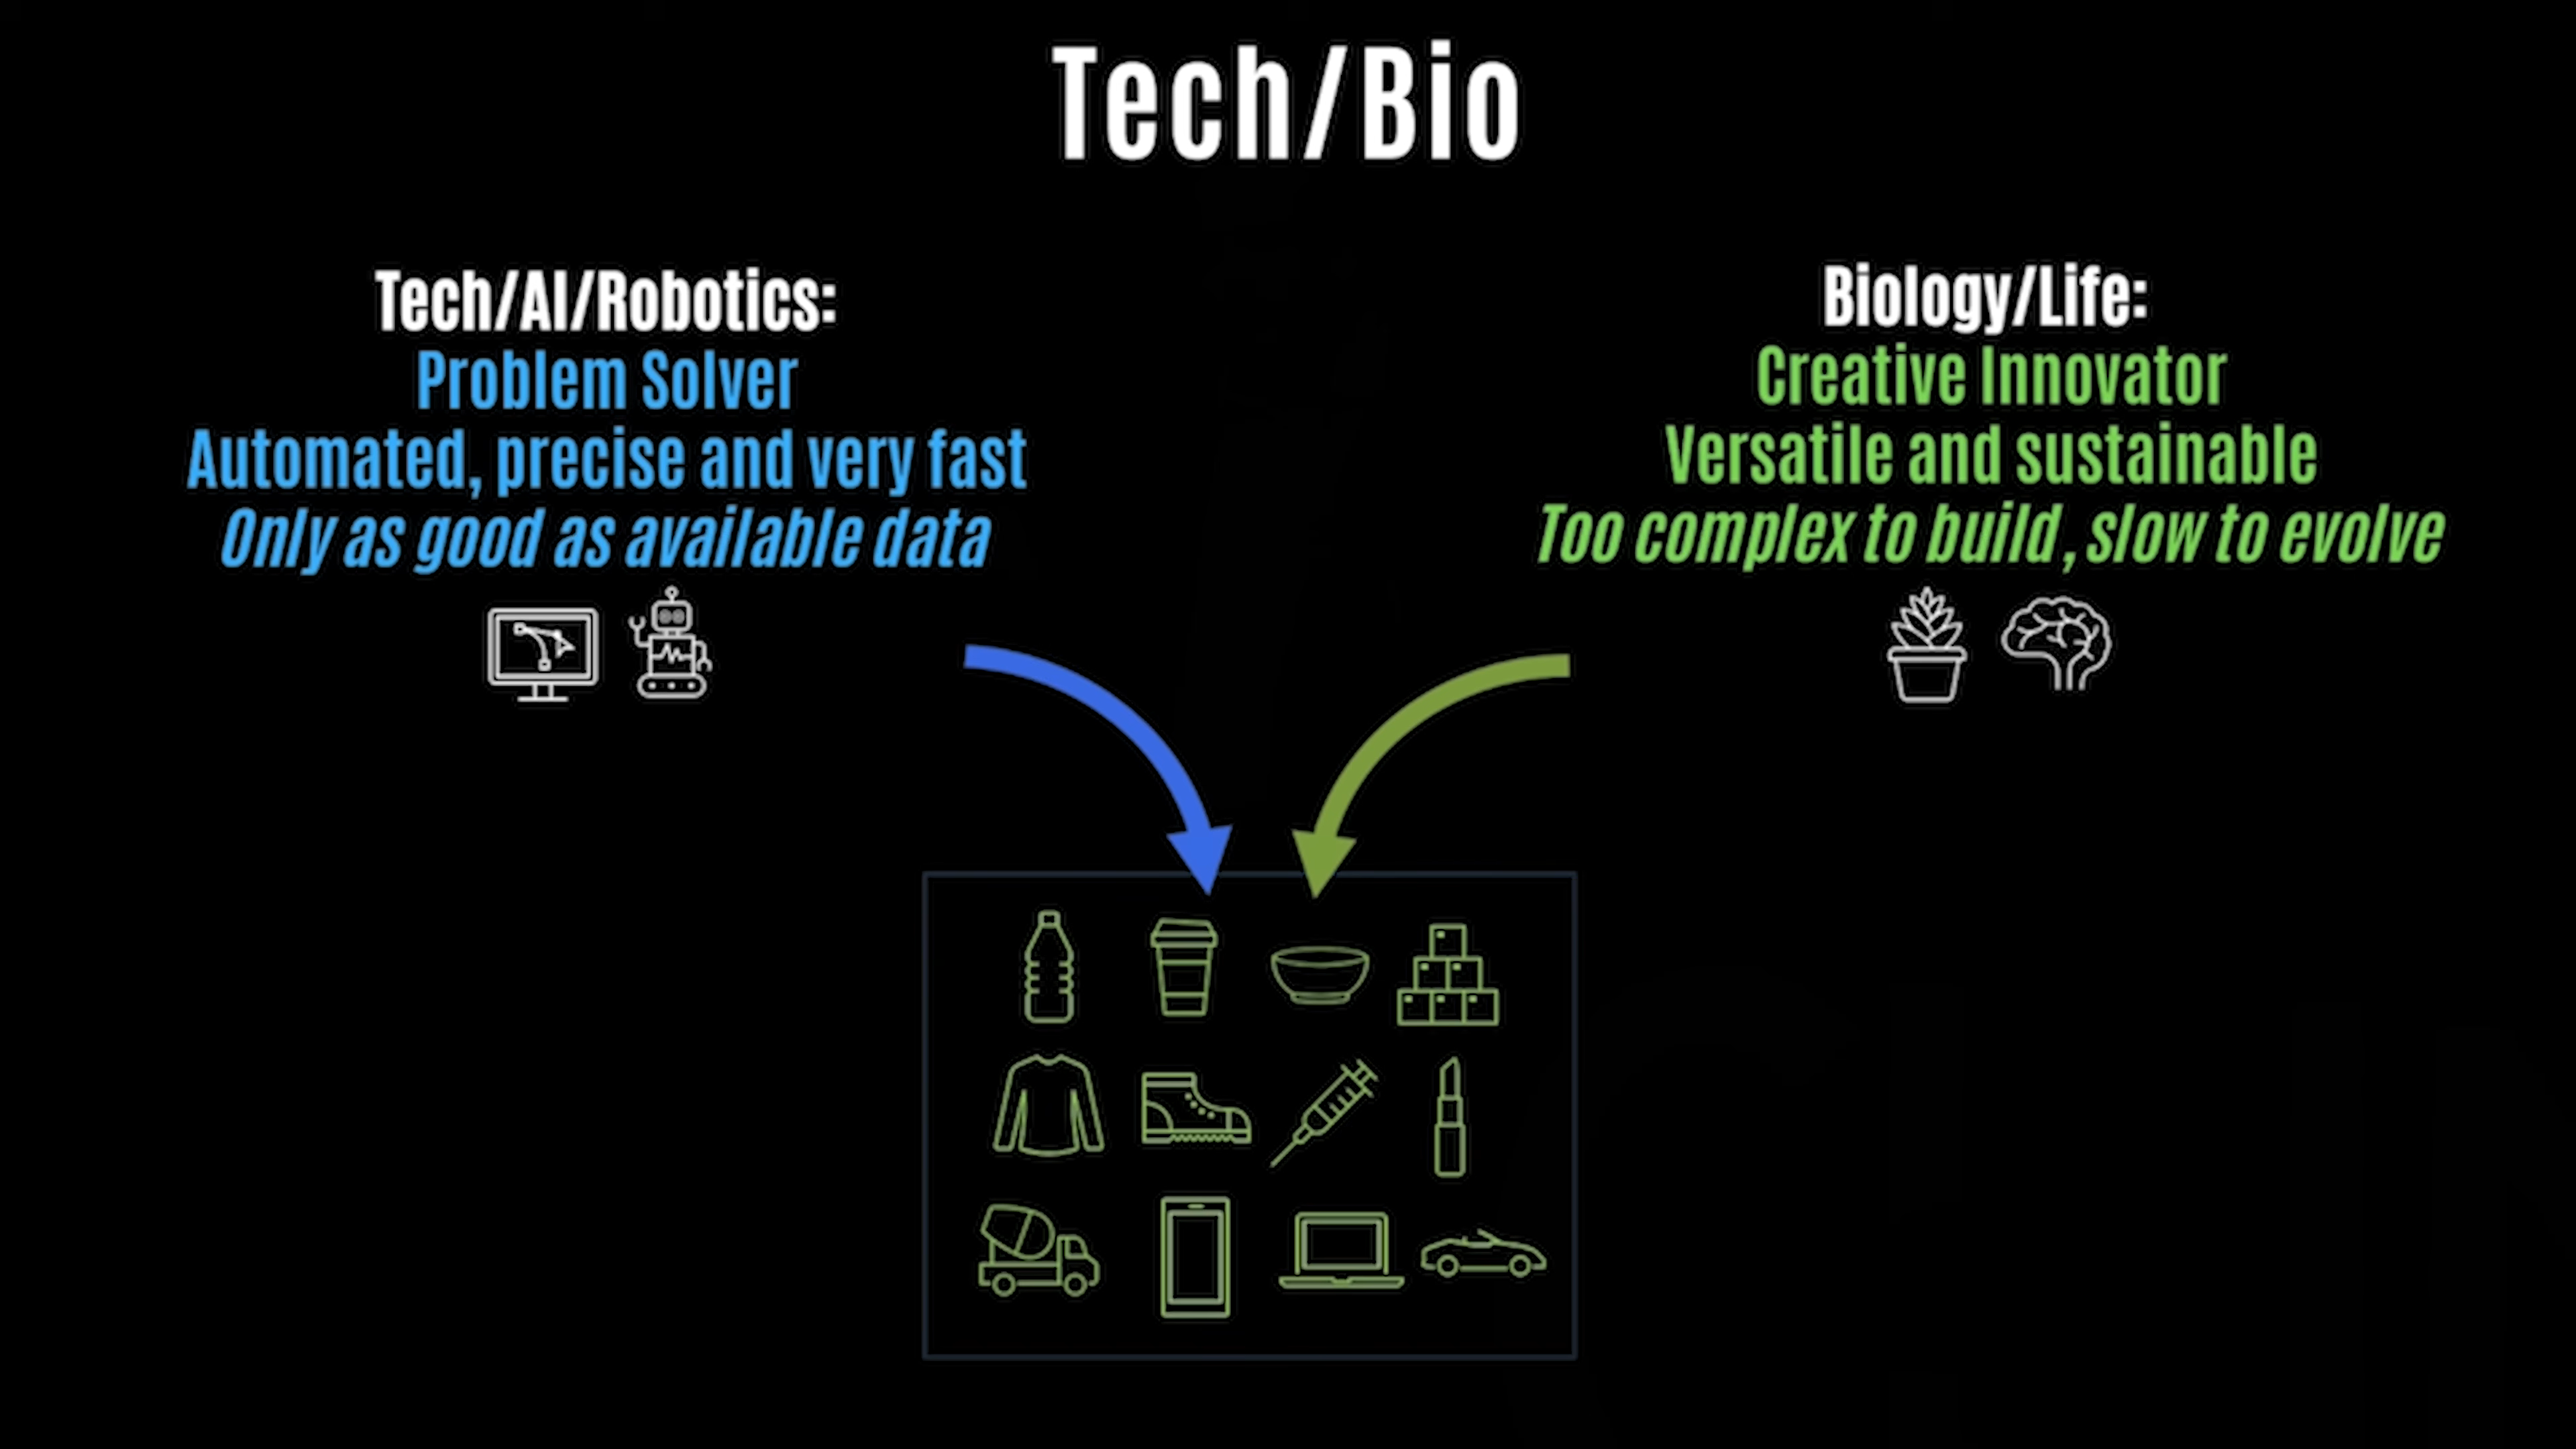 Tech/Bio
Tech/AI/Robotics:
Problem Solver
Automated, precise and very fast
Only as good as available data
Biology/Life:
Creative Innovator
Versatile and sustainable
Too complex to build, slow to evolve